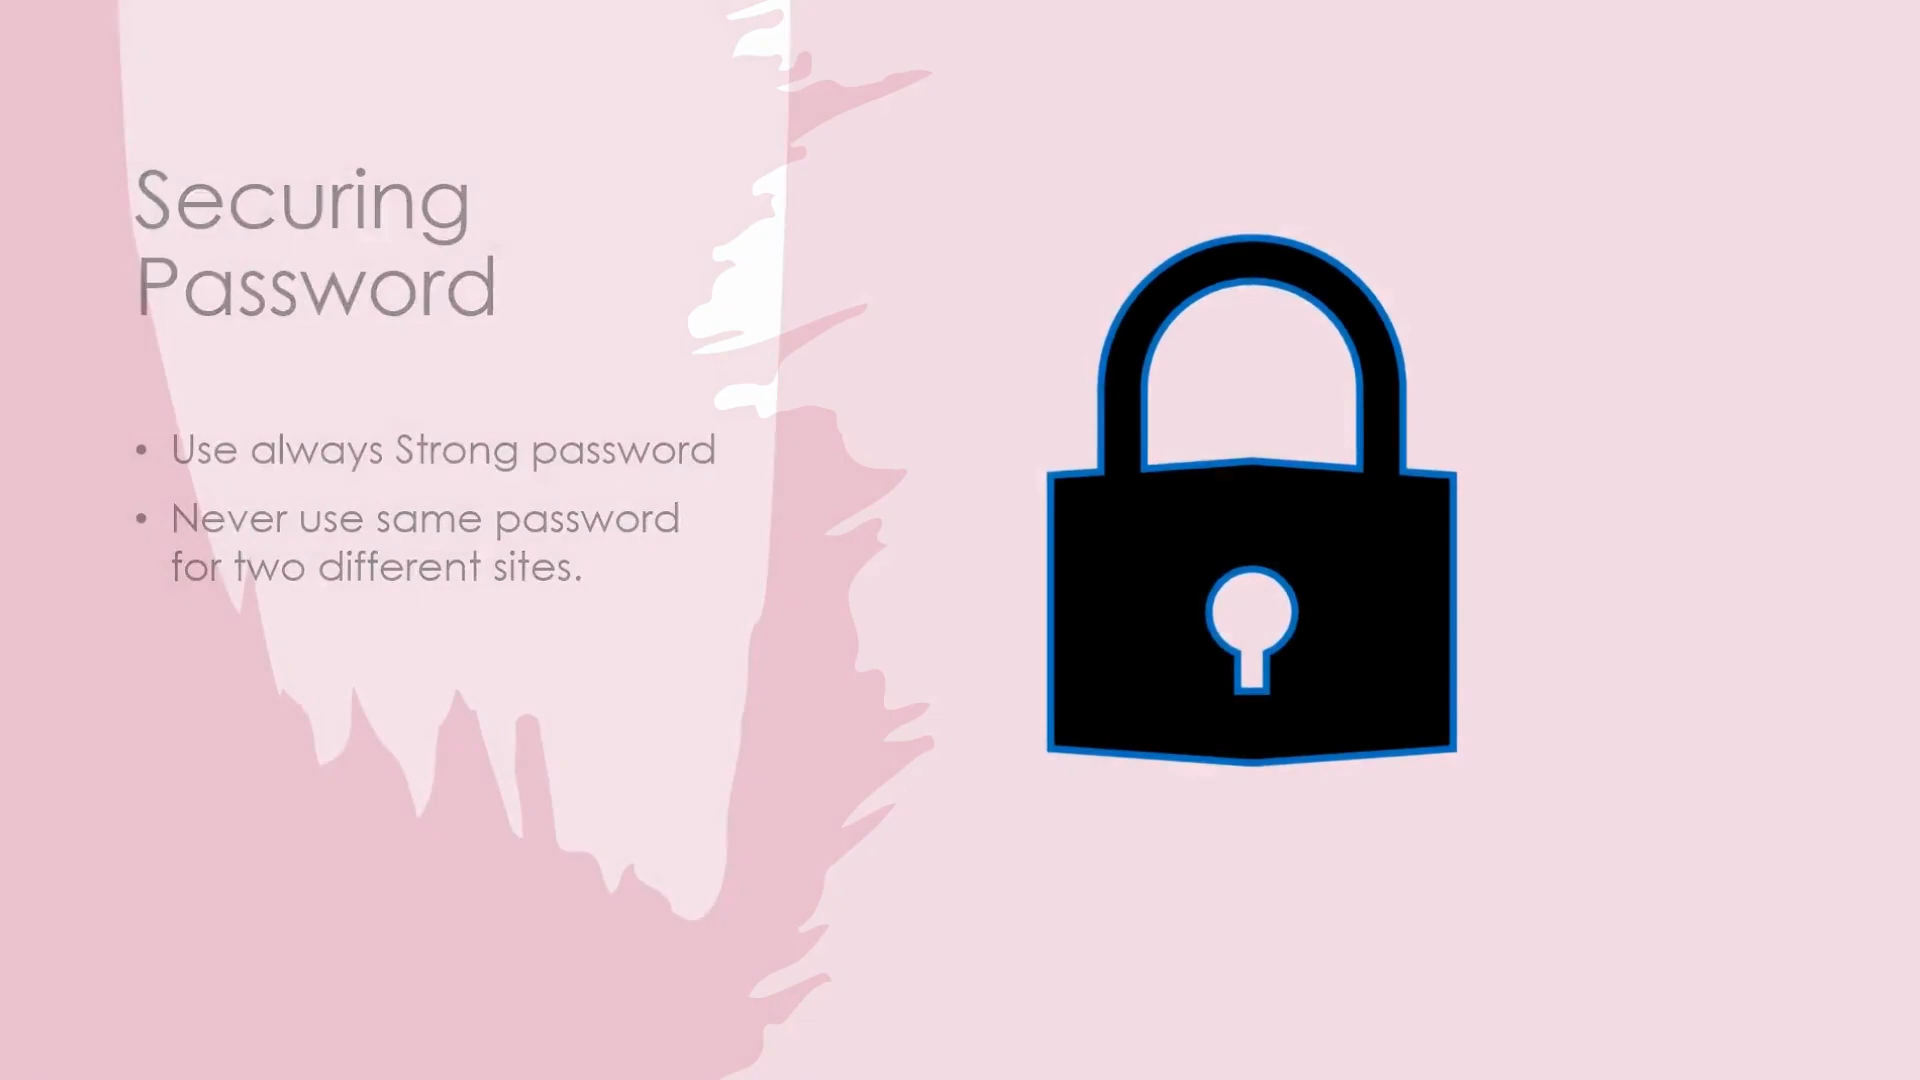 Securing
Password
• Use always Strong password
• Never use same password
for two different sites.